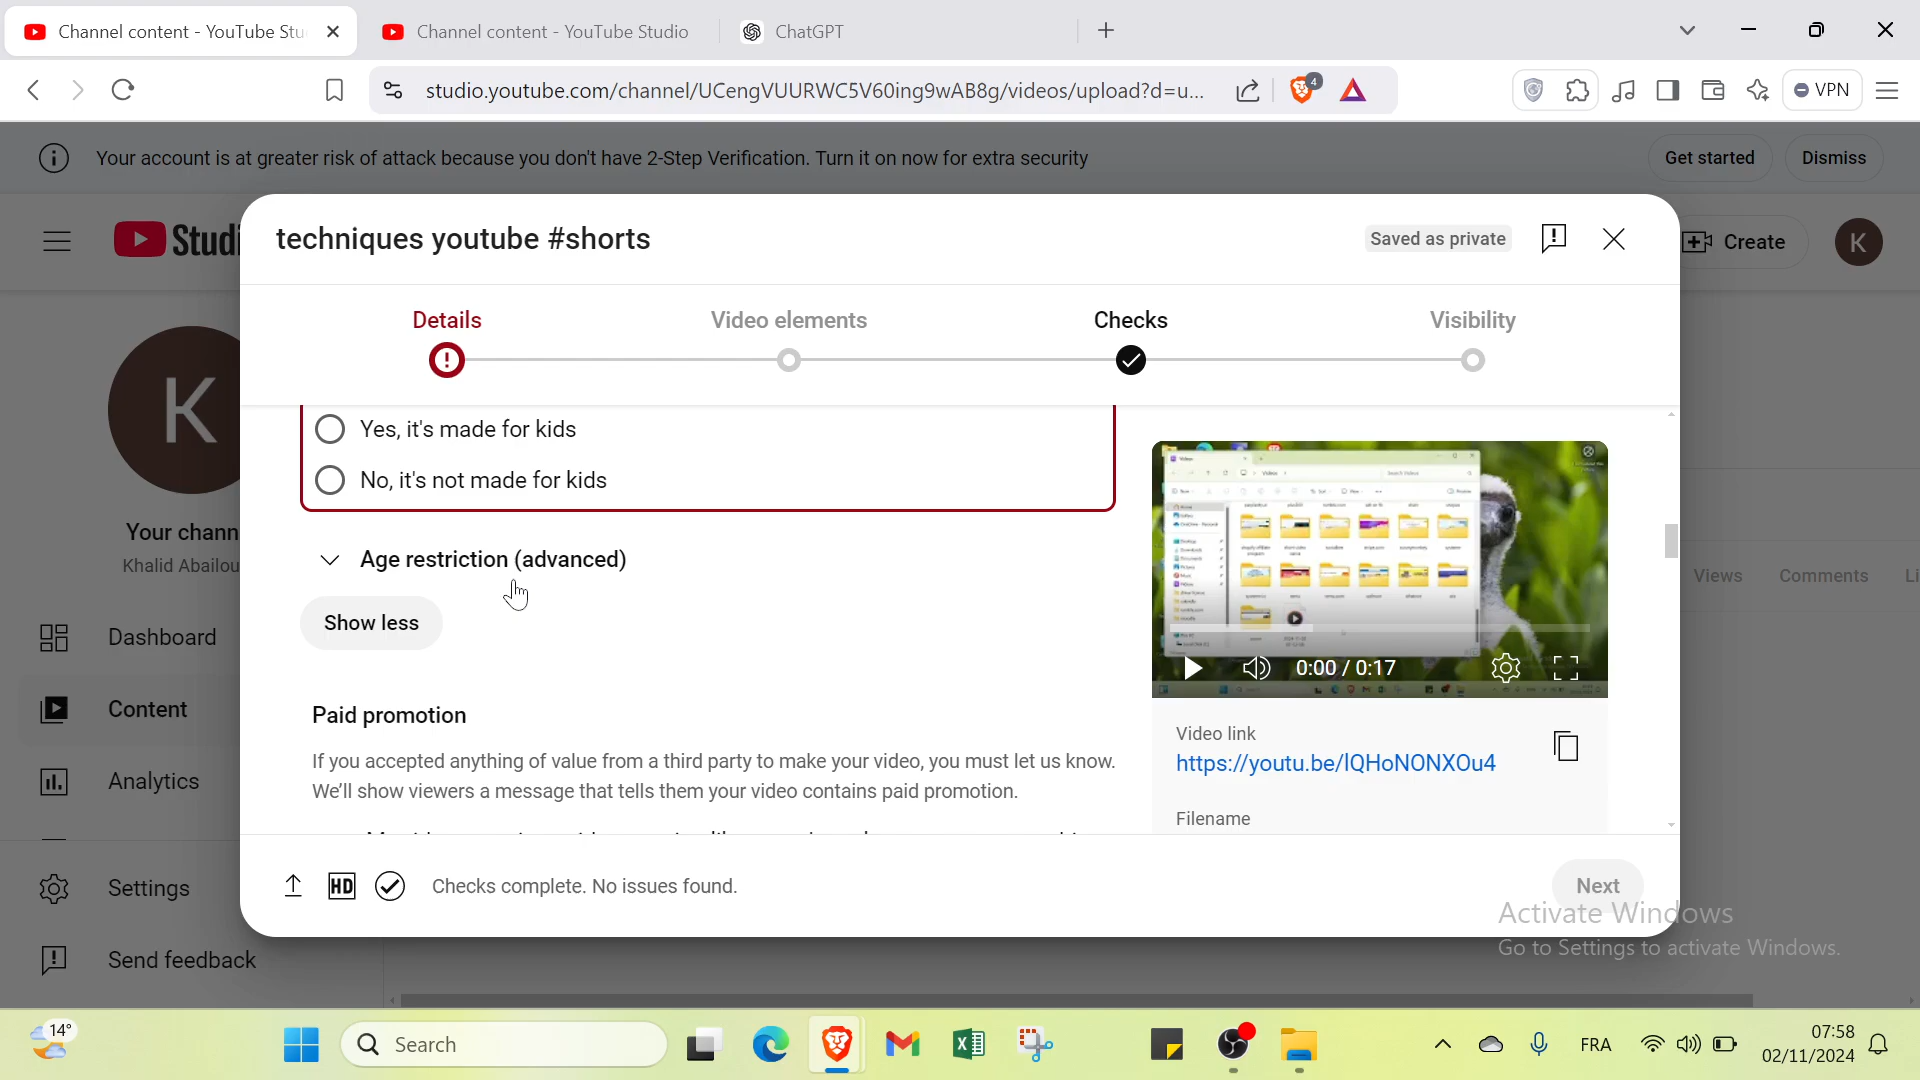 Channel content - YouTube Stu
Channel content - YouTube Studio
ChatGPT
studio.youtube.com/channel/UCengVUURWC5V60ing9wAB8g/videos/upload?d=u...
4
VPN
Your account is at greater risk of attack because you don't have 2-Step Verification. Turn it on now for extra security
Get started
Dismiss
Studi
Create
K
techniques youtube #shorts
Saved as private
Details
Video elements
Checks
Visibility
K
Your chann
Khalid Abailou
Dashboard
Content
Analytics
Settings
Send feedback
Yes, it's made for kids
No, it's not made for kids
Age restriction (advanced)
Show less
Paid promotion
If you accepted anything of value from a third party to make your video, you must let us know.
We'll show viewers a message that tells them your video contains paid promotion.
0:00 / 0:17
Video link
https://youtu.be/lQHoNONXOu4
Filename
Views
Comments
Li
HD
Checks complete. No issues found.
Next
Activate Windows
Go to Settings to activate Windows.
14°
Search
FRA
07:58
02/11/2024